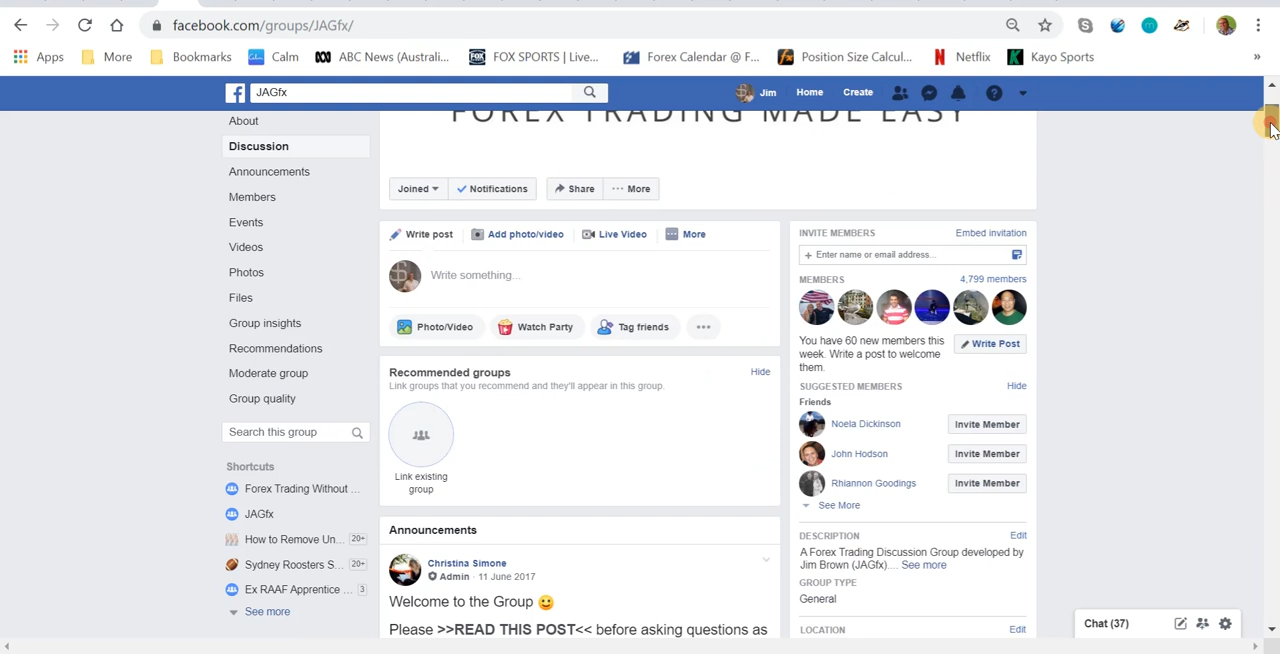 facebook.com/groups/JAGfx/
Apps
More
Bookmarks
Calm
ABC News (Australi...
FOX SPORTS | Live...
Forex Calendar @ F...
Position Size Calcul...
Netflix
Kayo Sports
»
JAGfx
Jim
Home
Create
FOREX TRADING MADE EASY
About
Discussion
Announcements
Members
Events
Videos
Photos
Files
Group insights
Recommendations
Moderate group
Group quality
Search this group
Shortcuts
Forex Trading Without ...
JAGfx
How to Remove Un... 20+
Sydney Roosters S... 20+
Ex RAAF Apprentice ... 3
See more
Joined
Notifications
Share
··· More
Write post
Add photo/video
Live Video
More
Write something...
Photo/Video
Watch Party
Tag friends
Recommended groups
Hide
Link groups that you recommend and they'll appear in this group.
Link existing
group
Announcements
Christina Simone
Admin · 11 June 2017
Welcome to the Group
Please >>READ THIS POST<< before asking questions as
INVITE MEMBERS
Embed invitation
+ Enter name or email address...
MEMBERS
4,799 members
You have 60 new members this
week. Write a post to welcome
them.
Write Post
SUGGESTED MEMBERS
Hide
Friends
Noela Dickinson
Invite Member
John Hodson
Invite Member
Rhiannon Goodings
Invite Member
See More
DESCRIPTION
Edit
A Forex Trading Discussion Group developed by
Jim Brown (JAGfx).... See more
GROUP TYPE
General
LOCATION
Edit
Chat (37)